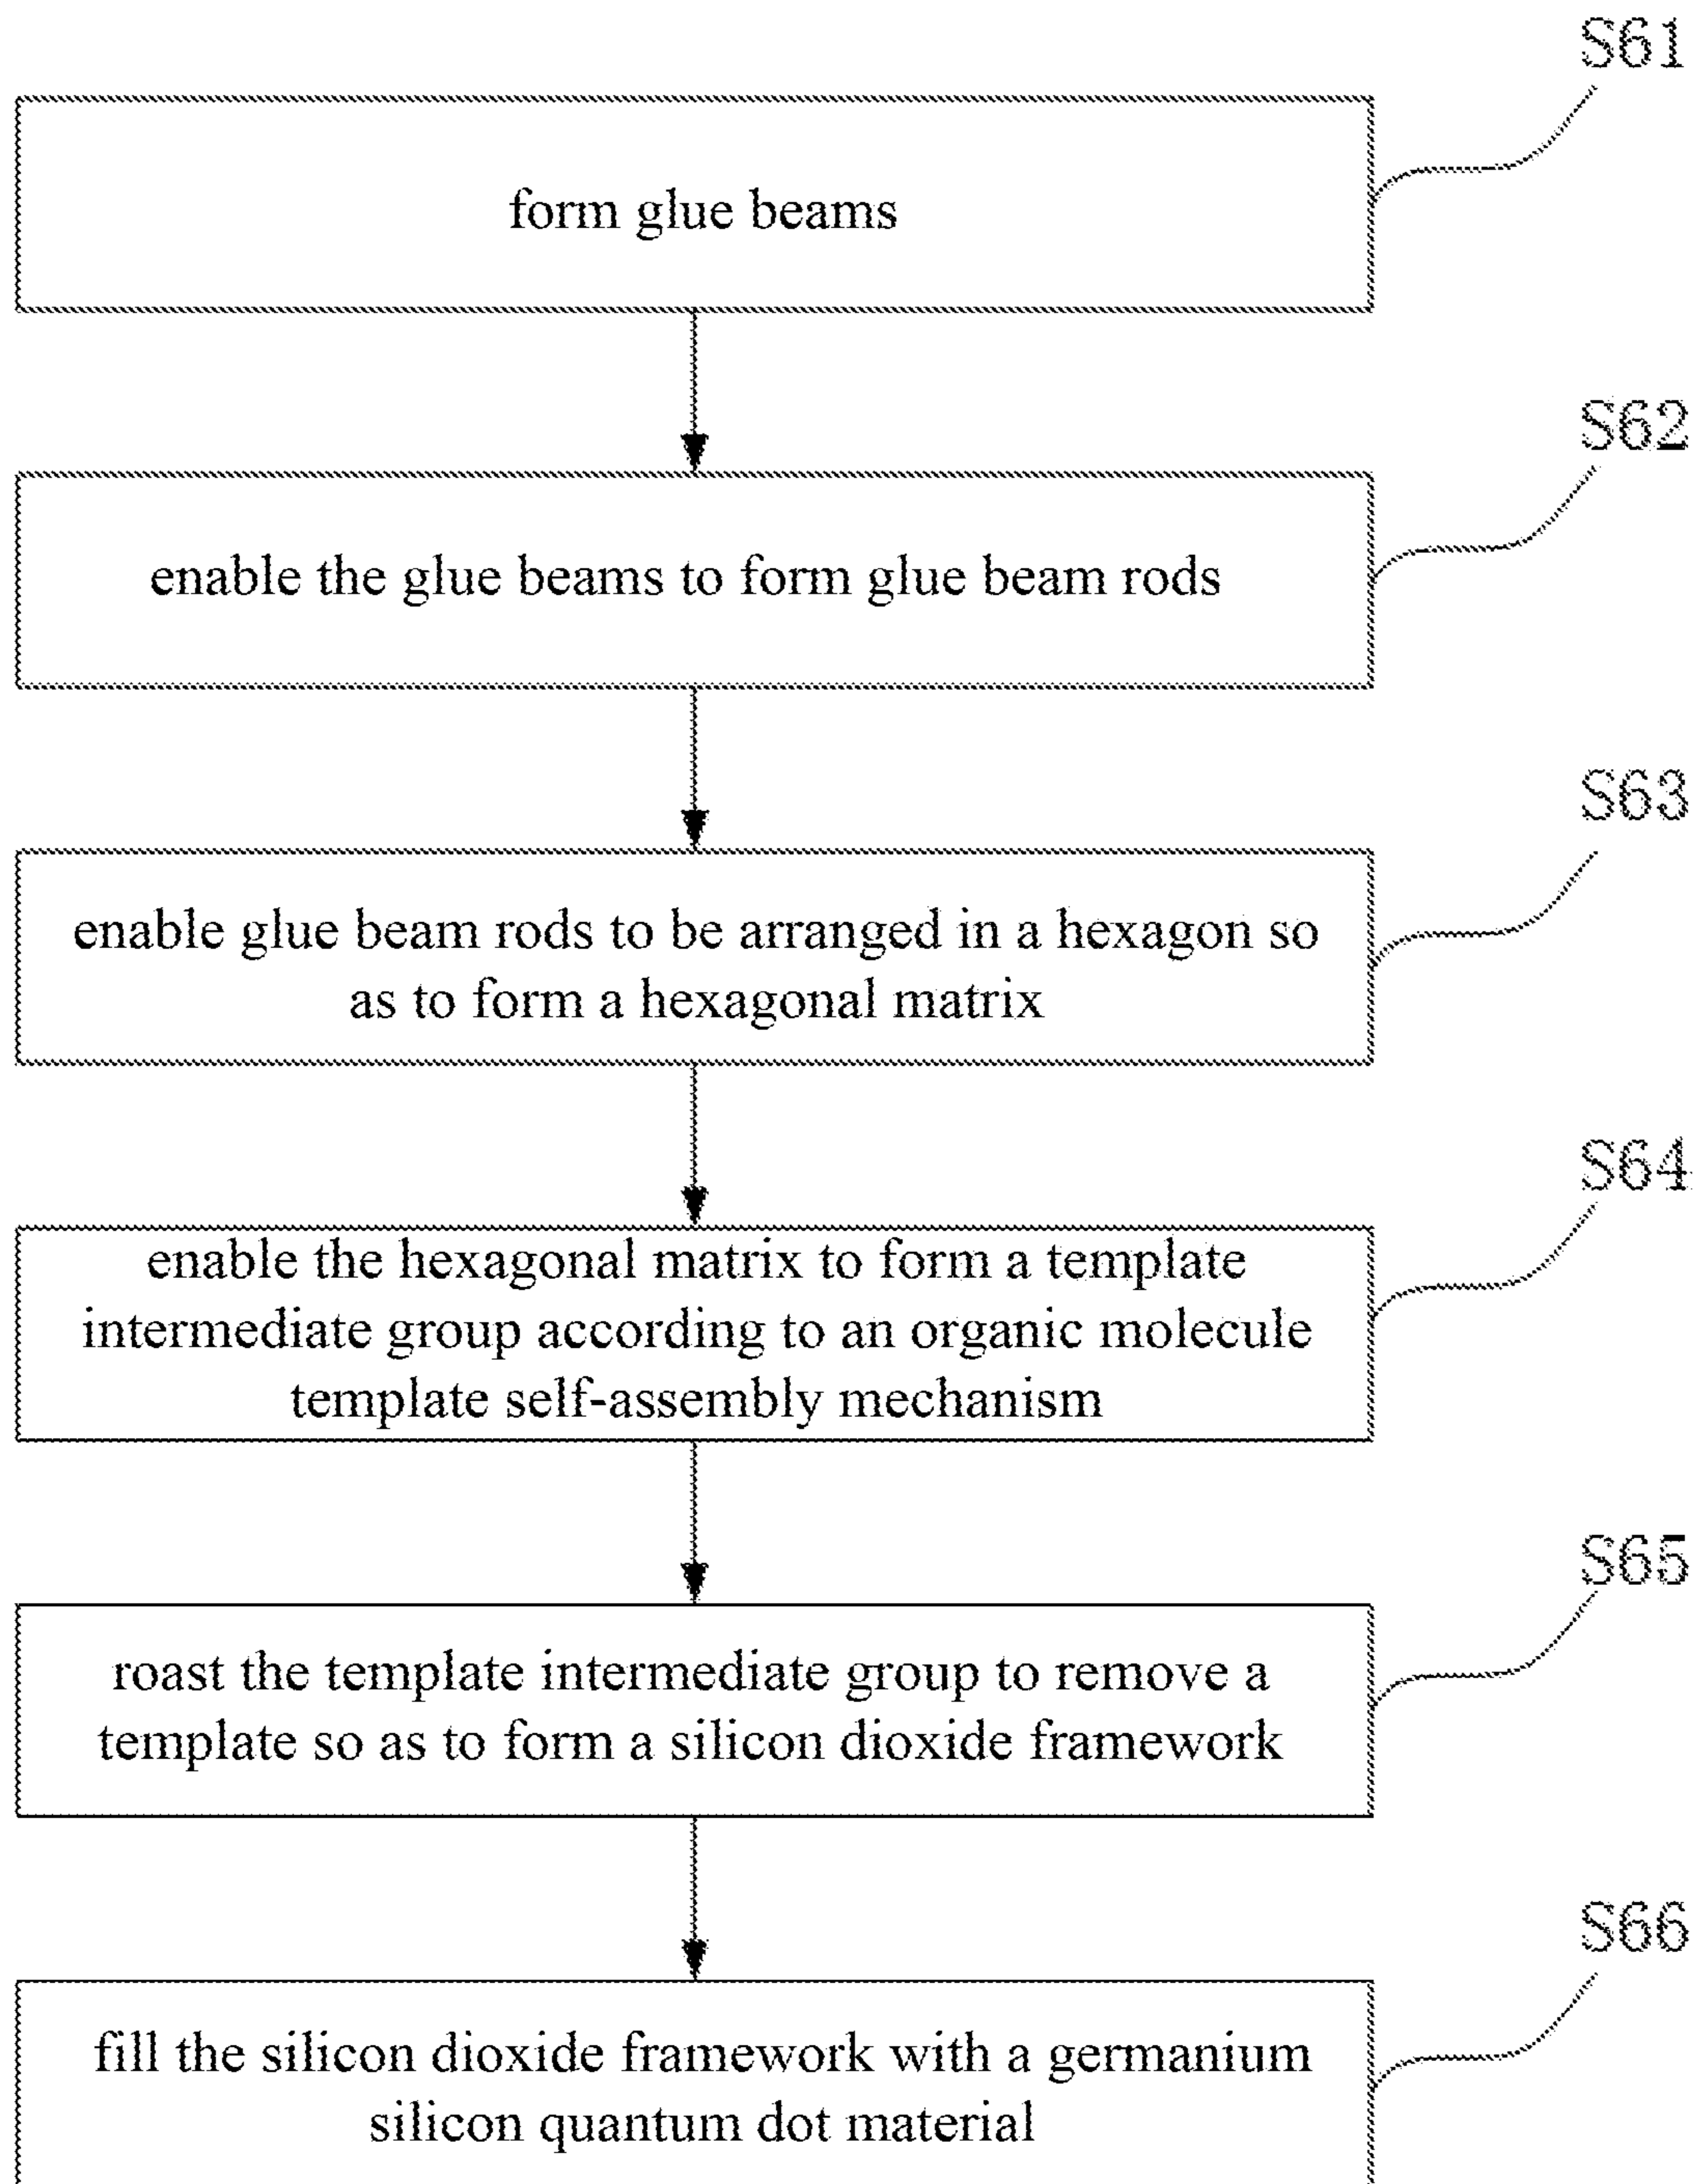 S61
form glue beams
S62
enable the glue beams to form glue beam rods
S63
enable glue beam rods to be arranged in a hexagon so
as to form a hexagonal matrix
S64
enable the hexagonal matrix to form a template
intermediate group according to an organic molecule
template self-assembly mechanism
S65
roast the template intermediate group to remove a
template so as to form a silicon dioxide framework
S66
fill the silicon dioxide framework with a germanium
silicon quantum dot material